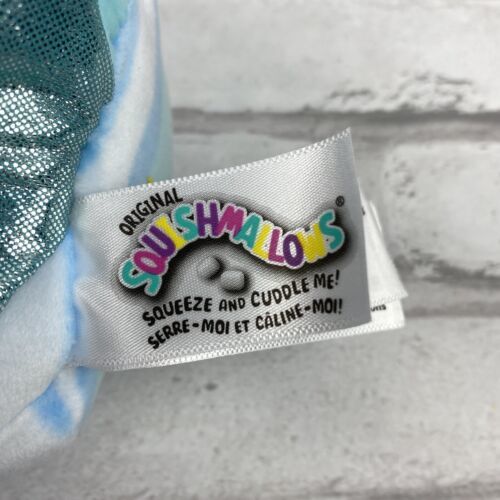 ORIGINAL
SQUISHMALLOWS®
SQUEEZE AND CUDDLE ME!
SERRE-MOI ET CÂLINE-MOI!